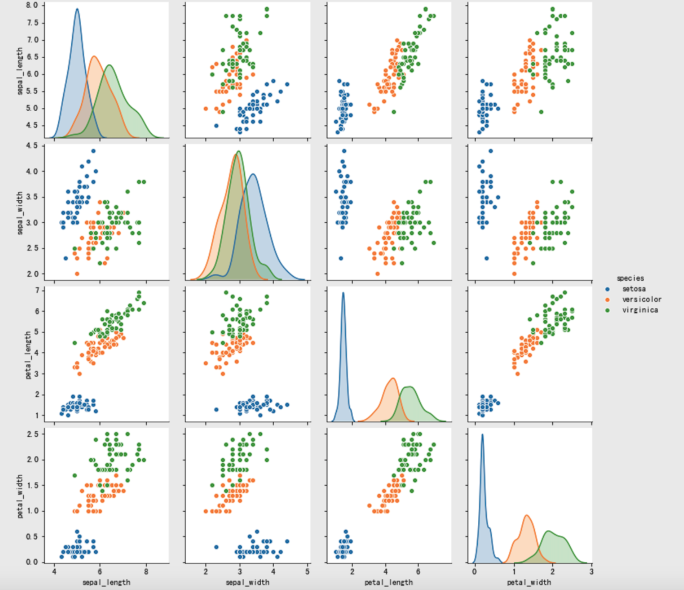 8.0
7.5
7.0
6.5
6.0
5.5
5.0
4.5
sepal_length
4.5
4.0
3.5
3.0
2.5
2.0
sepal_width
species
setosa
versicolor
virginica
7
6
5
4
3
2
1
petal_length
2.5
2.0
1.5
1.0
0.5
0.0
petal_width
4 6 8 2 3 4 5 2 4 6 8 0 1 2 3
sepal_length sepal_width petal_length petal_width